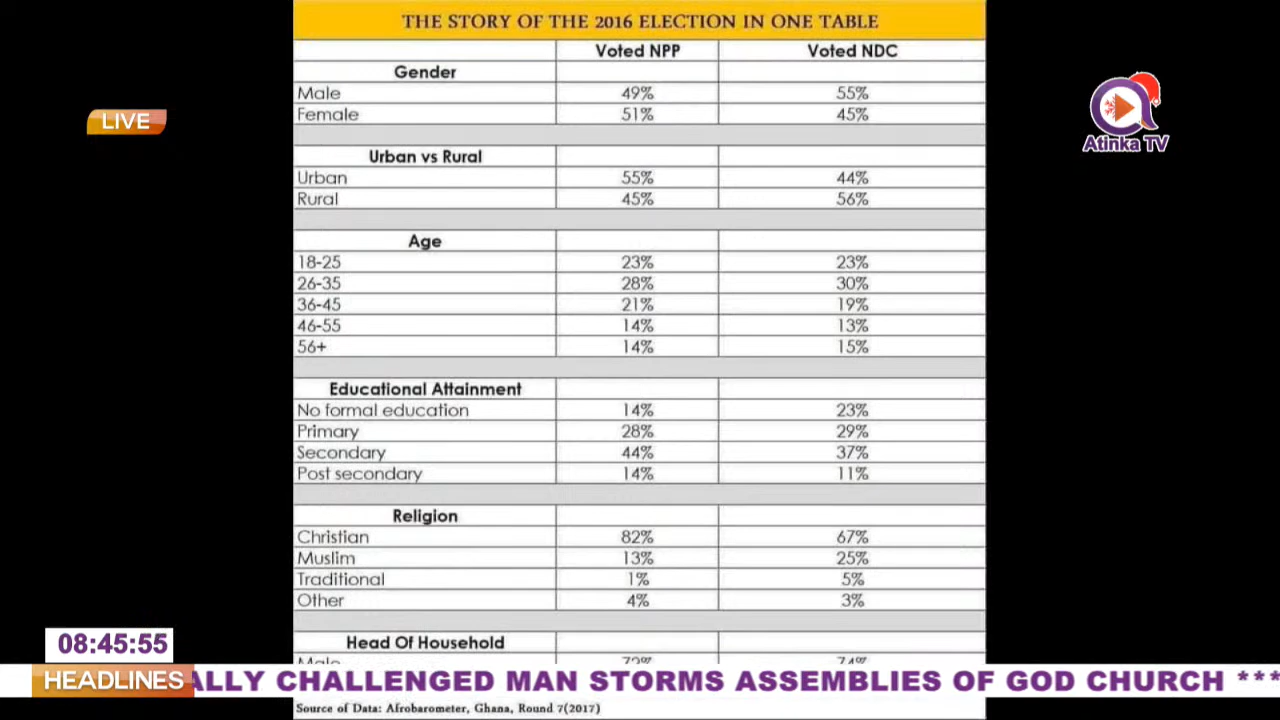 THE STORY OF THE 2016 ELECTION IN ONE TABLE
Voted NPP Voted NDC
Gender
Male 49% 55%
Female 51% 45%
Urban vs Rural
Urban 55% 44%
Rural 45% 56%
Age
18-25 23% 23%
26-35 28% 30%
36-45 21% 19%
46-55 14% 13%
56+ 14% 15%
Educational Attainment
No formal education 14% 23%
Primary 28% 29%
Secondary 44% 37%
Post secondary 14% 11%
Religion
Christian 82% 67%
Muslim 13% 25%
Traditional 1% 5%
Other 4% 3%
Head Of Household
Male
Source of Data: Afrobarometer, Ghana, Round 7(2017)
LIVE
Atinka TV
08:45:55
HEADLINES ALLY CHALLENGED MAN STORMS ASSEMBLIES OF GOD CHURCH ***